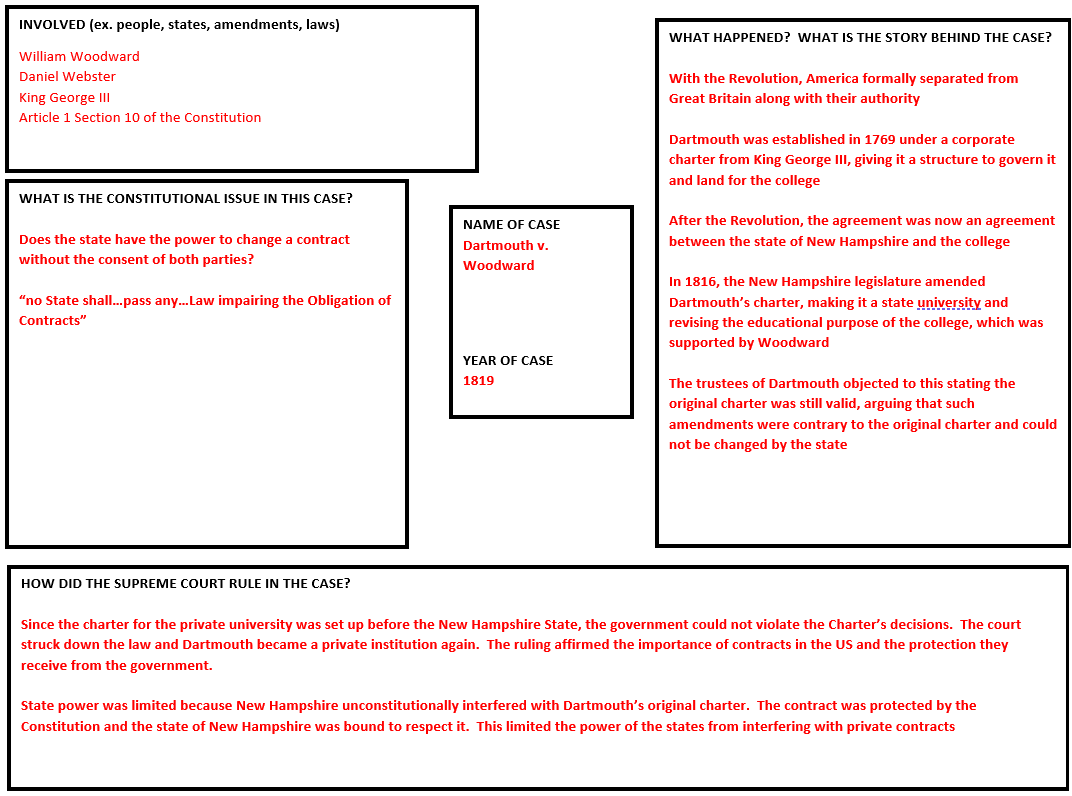 INVOLVED (ex. people, states, amendments, laws)
William Woodward
Daniel Webster
King George III
Article 1 Section 10 of the Constitution
WHAT IS THE CONSTITUTIONAL ISSUE IN THIS CASE?
Does the state have the power to change a contract
without the consent of both parties?
“no State shall…pass any…Law impairing the Obligation of
Contracts”
NAME OF CASE
Dartmouth v.
Woodward
YEAR OF CASE
1819
WHAT HAPPENED?  WHAT IS THE STORY BEHIND THE CASE?
With the Revolution, America formally separated from
Great Britain along with their authority
Dartmouth was established in 1769 under a corporate
charter from King George III, giving it a structure to govern it
and land for the college
After the Revolution, the agreement was now an agreement
between the state of New Hampshire and the college
In 1816, the New Hampshire legislature amended
Dartmouth’s charter, making it a state university and
revising the educational purpose of the college, which was
supported by Woodward
The trustees of Dartmouth objected to this stating the
original charter was still valid, arguing that such
amendments were contrary to the original charter and could
not be changed by the state
HOW DID THE SUPREME COURT RULE IN THE CASE?
Since the charter for the private university was set up before the New Hampshire State, the government could not violate the Charter’s decisions.  The court
struck down the law and Dartmouth became a private institution again.  The ruling affirmed the importance of contracts in the US and the protection they
receive from the government.
State power was limited because New Hampshire unconstitutionally interfered with Dartmouth’s original charter.  The contract was protected by the
Constitution and the state of New Hampshire was bound to respect it.  This limited the power of the states from interfering with private contracts